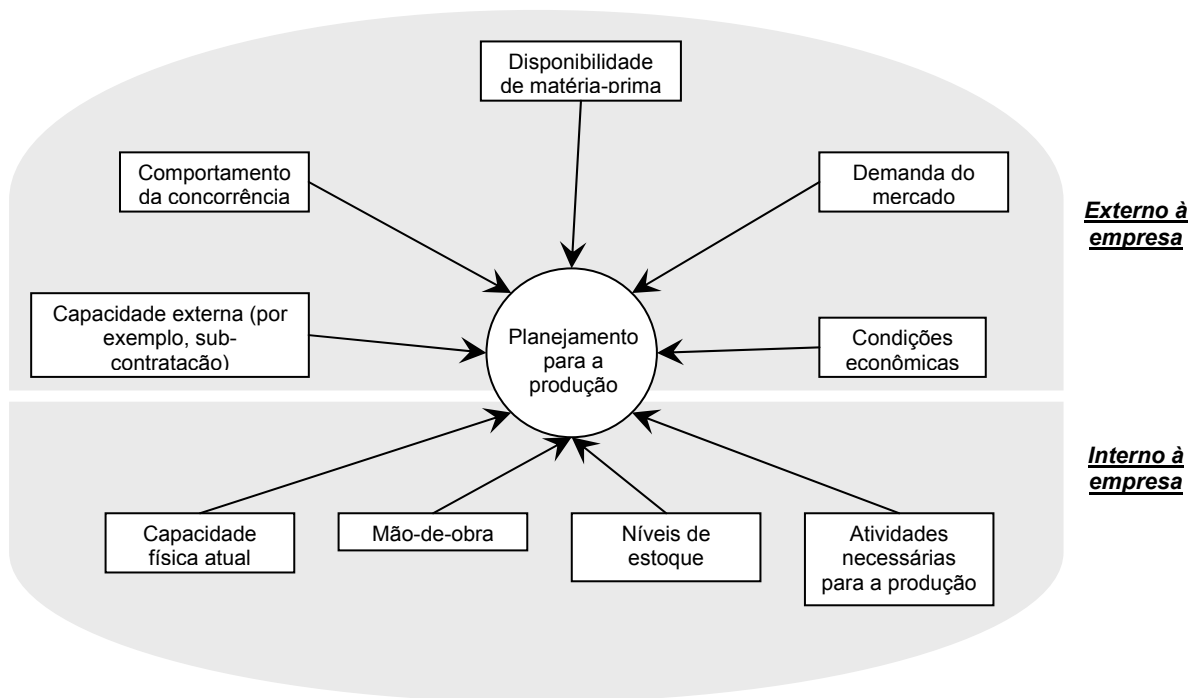 Disponibilidade
de matéria-prima
Comportamento
da concorrência
Demanda do
mercado
Externo à
empresa
Capacidade externa (por
exemplo, sub-
contratação)
Planejamento
para a
produção
Condições
econômicas
Interno à
empresa
Capacidade
física atual
Mão-de-obra
Níveis de
estoque
Atividades
necessárias
para a produção